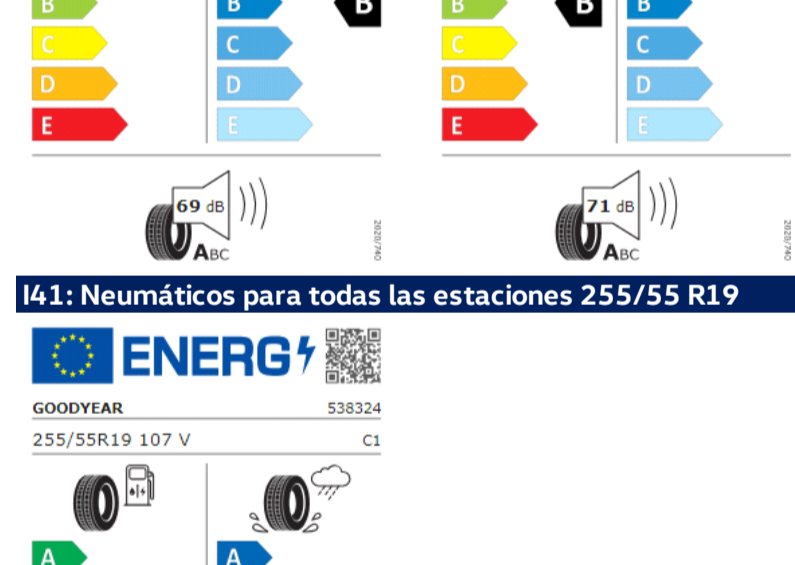 B B B
C C
D D
E E
69 dB
ABC
2020/740
B B B
C C
D D
E E
71 dB
ABC
2020/740
I41: Neumáticos para todas las estaciones 255/55 R19
ENERG
GOODYEAR 538324
255/55R19 107 V C1
A A